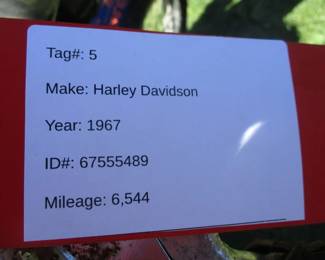 Tag#: 5
Make: Harley Davidson
Year: 1967
ID#: 67555489
Mileage: 6,544